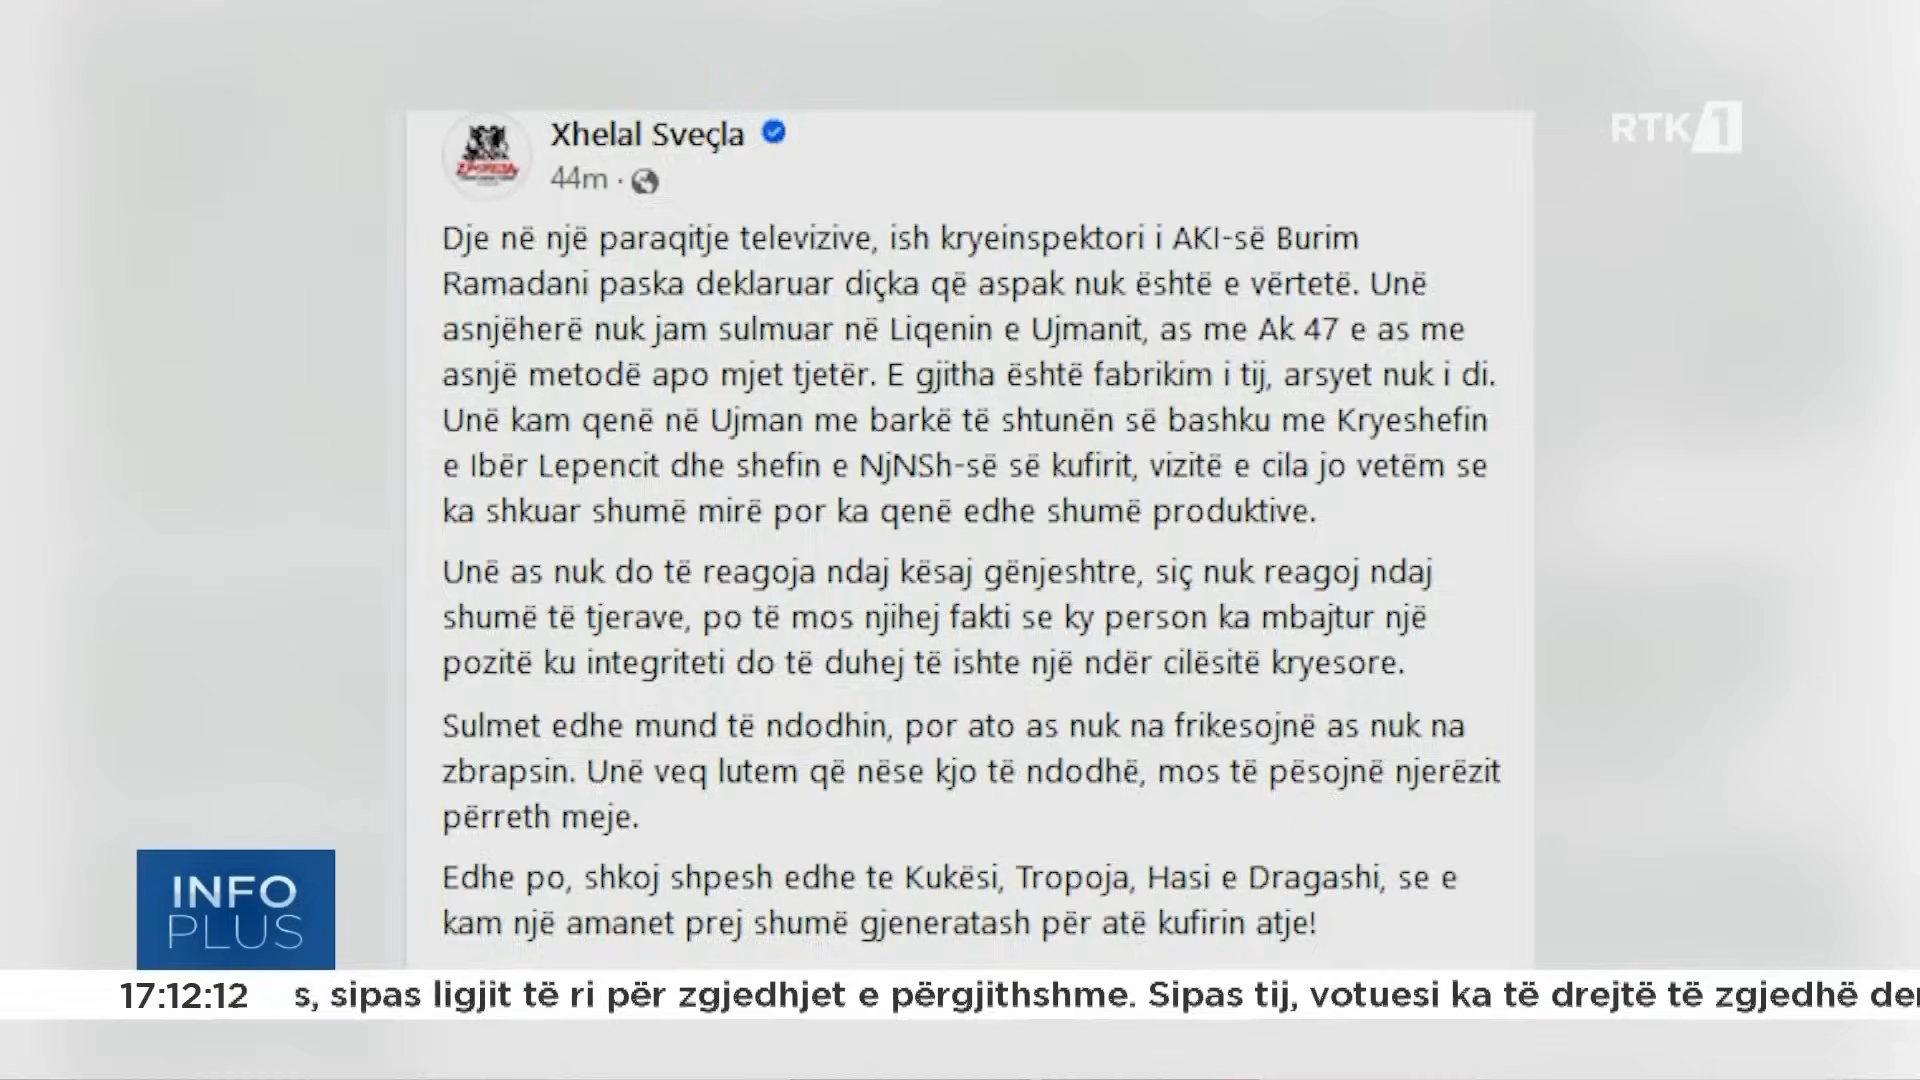 RTK 1
Xhelal Sveçla
44m ·
Dje në një paraqitje televizive, ish kryeinspektori i AKI-së Burim
Ramadani paska deklaruar diçka që aspak nuk është e vërtetë. Unë
asnjëherë nuk jam sulmuar në Liqenin e Ujmanit, as me Ak 47 e as me
asnjë metodë apo mjet tjetër. E gjitha është fabrikim i tij, arsyet nuk i di.
Unë kam qenë në Ujman me barkë të shtunën së bashku me Kryeshefin
e Ibër Lepencit dhe shefin e NjNSh-së së kufirit, vizitë e cila jo vetëm se
ka shkuar shumë mirë por ka qenë edhe shumë produktive.
Unë as nuk do të reagoja ndaj kësaj gënjeshtre, siç nuk reagoj ndaj
shumë të tjerave, po të mos njihej fakti se ky person ka mbajtur një
pozitë ku integriteti do të duhej të ishte një ndër cilësitë kryesore.
Sulmet edhe mund të ndodhin, por ato as nuk na frikesojnë as nuk na
zbrapsin. Unë veq lutem që nëse kjo të ndodhë, mos të pësojnë njerëzit
përreth meje.
Edhe po, shkoj shpesh edhe te Kukësi, Tropoja, Hasi e Dragashi, se e
kam një amanet prej shumë gjeneratash për atë kufirin atje!
INFO
PLUS
17:12:12 s, sipas ligjit të ri për zgjedhjet e përgjithshme. Sipas tij, votuesi ka të drejtë të zgjedhë